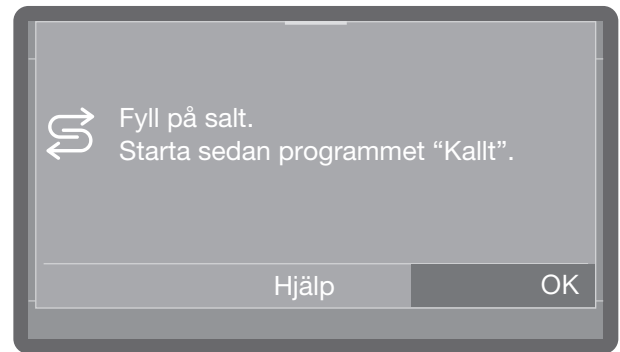 Fyll på salt.
Starta sedan programmet “Kallt”.
Hjälp
OK